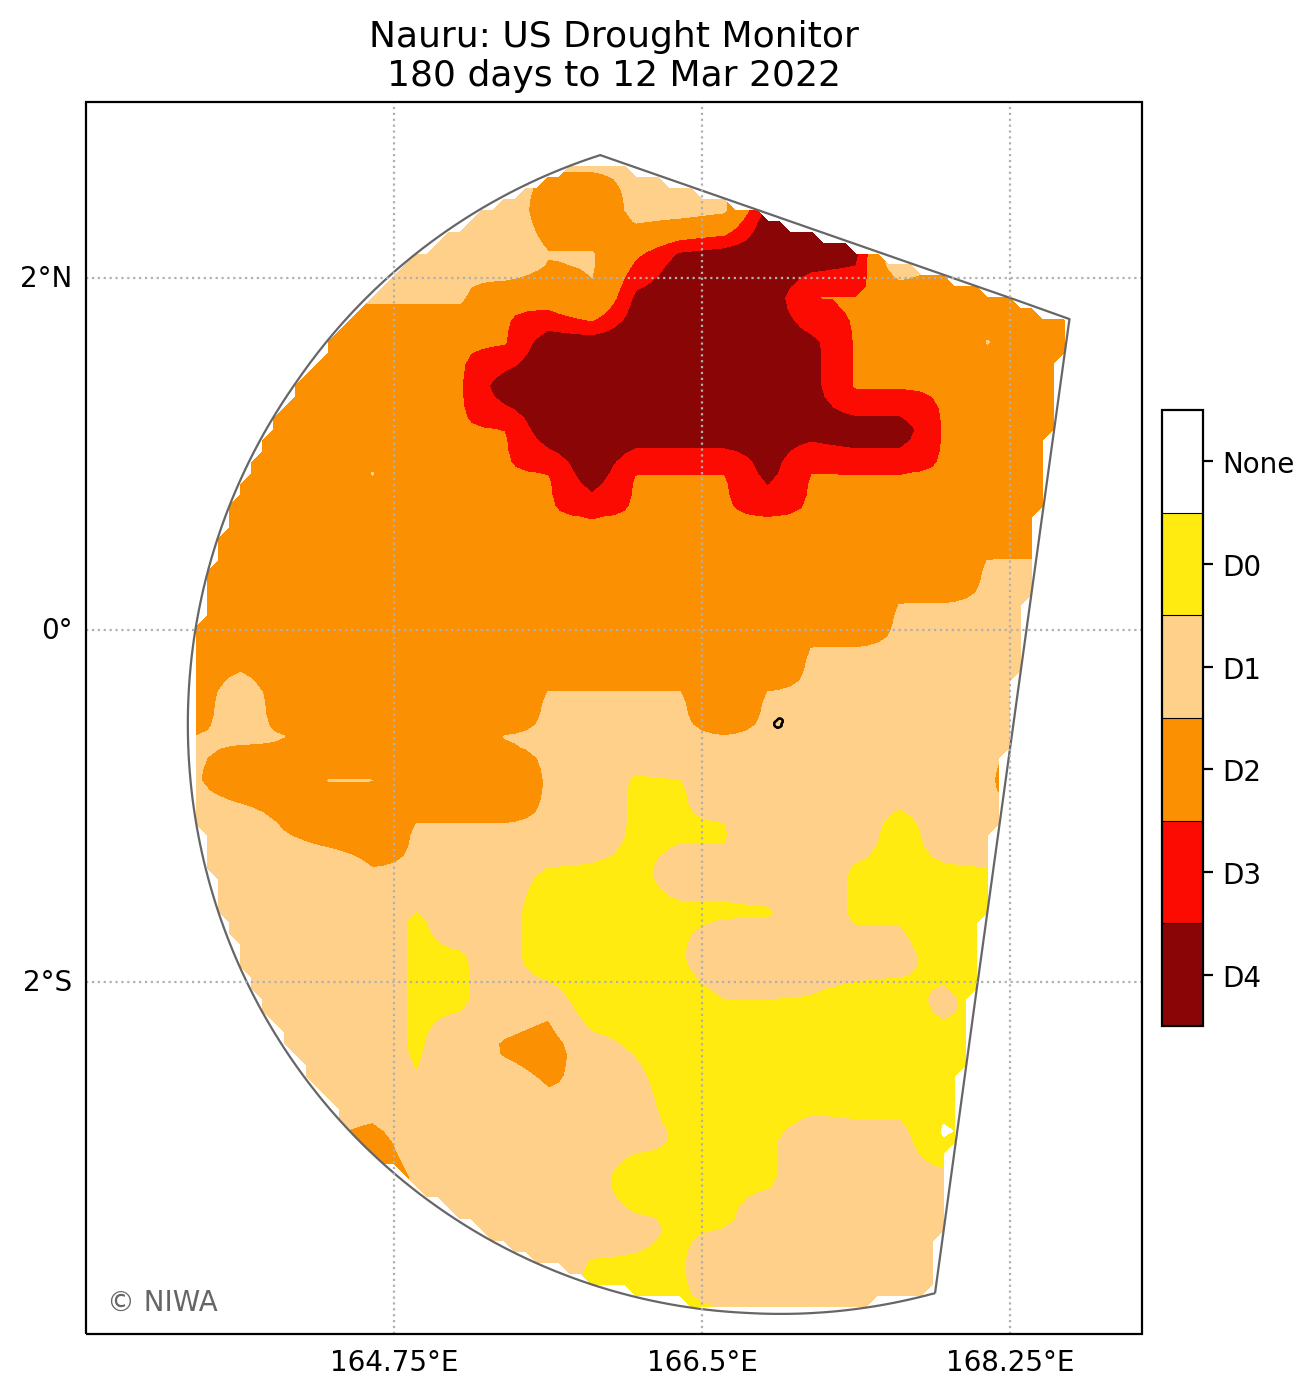 Nauru: US Drought Monitor
180 days to 12 Mar 2022
2°N
0°
2°S
164.75°E
166.5°E
168.25°E
None
D0
D1
D2
D3
D4
© NIWA